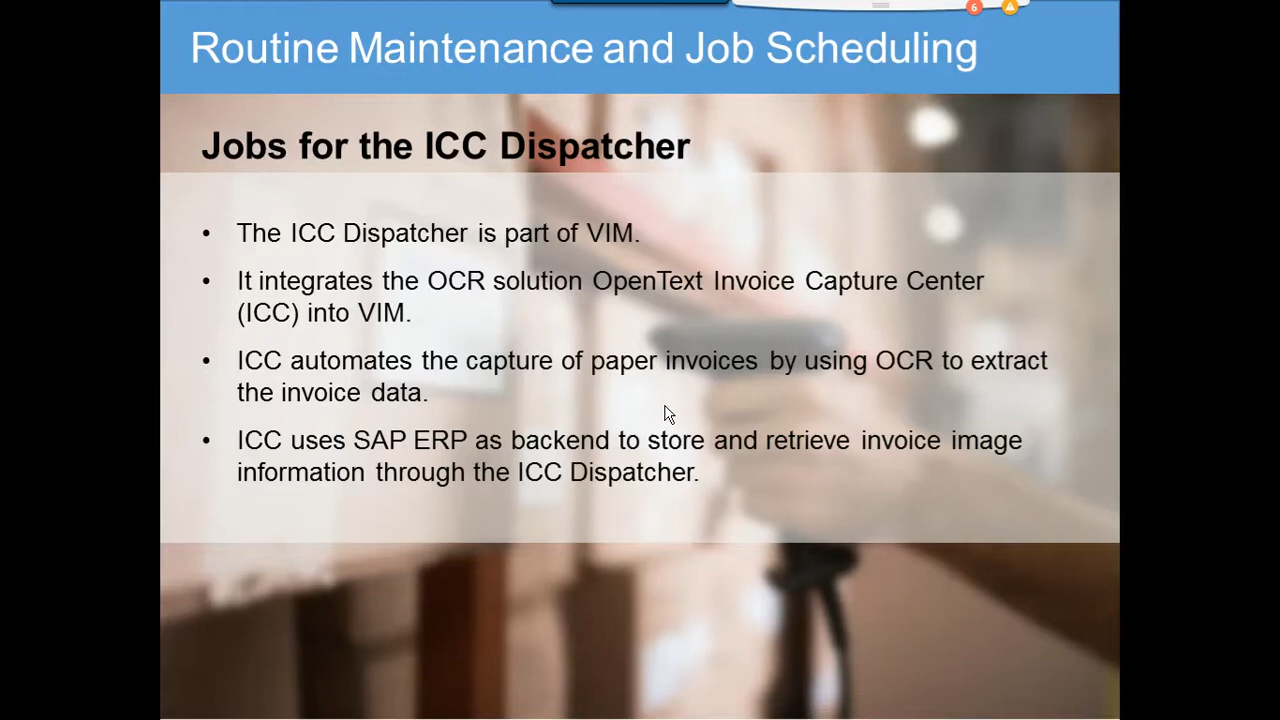 6
Routine Maintenance and Job Scheduling
Jobs for the ICC Dispatcher
• The ICC Dispatcher is part of VIM.
• It integrates the OCR solution OpenText Invoice Capture Center
(ICC) into VIM.
• ICC automates the capture of paper invoices by using OCR to extract
the invoice data.
• ICC uses SAP ERP as backend to store and retrieve invoice image
information through the ICC Dispatcher.